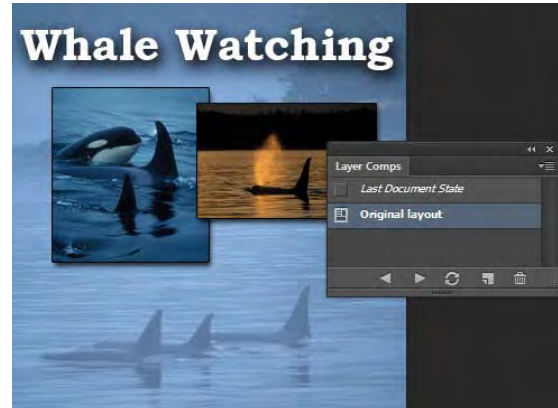 Whale Watching
Layer Comps
Last Document State
Original layout